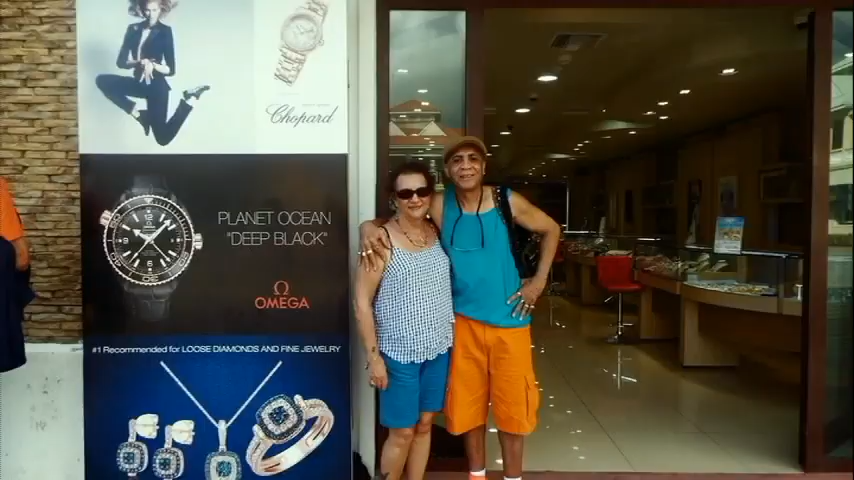 Chopard
PLANET OCEAN
"DEEP BLACK"
Ω
OMEGA
#1 Recommended for LOOSE DIAMONDS AND FINE JEWELRY